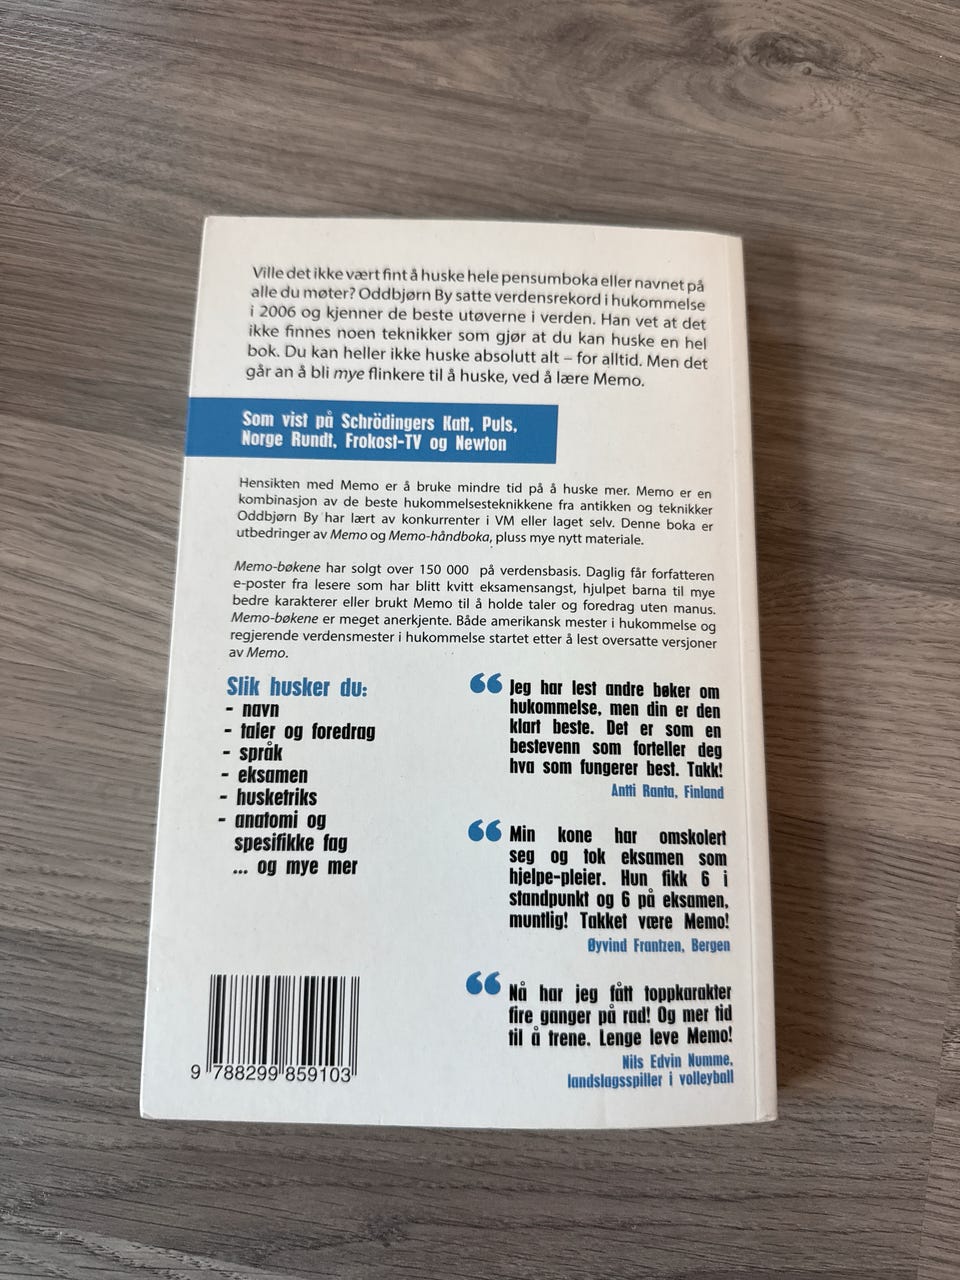 Ville det ikke vært fint å huske hele pensumboka eller navnet på
alle du møter? Oddbjørn By satte verdensrekord i hukommelse
i 2006 og kjenner de beste utøverne i verden. Han vet at det
ikke finnes noen teknikker som gjør at du kan huske en hel
bok. Du kan heller ikke huske absolutt alt – for alltid. Men det
går an å bli mye flinkere til å huske, ved å lære Memo.
Som vist på Schrödingers Katt, Puls,
Norge Rundt, Frokost-TV og Newton
Hensikten med Memo er å bruke mindre tid på å huske mer. Memo er en
kombinasjon av de beste hukommelsesteknikkene fra antikken og teknikker
Oddbjørn By har lært av konkurrenter i VM eller laget selv. Denne boka er
utbedringer av Memo og Memo-håndboka, pluss mye nytt materiale.
Memo-bøkene har solgt over 150 000 på verdensbasis. Daglig får forfatteren
e-poster fra lesere som har blitt kvitt eksamensangst, hjulpet barna til mye
bedre karakterer eller brukt Memo til å holde taler og foredrag uten manus.
Memo-bøkene er meget anerkjente. Både amerikansk mester i hukommelse og
regjerende verdensmester i hukommelse startet etter å lest oversatte versjoner
av Memo.
Slik husker du:
- navn
- taler og foredrag
- språk
- eksamen
- husketriks
- anatomi og
spesifikke fag
... og mye mer
“Jeg har lest andre bøker om
hukommelse, men din er den
klart beste. Det er som en
bestevenn som forteller deg
hva som fungerer best. Takk!
Antti Ranta, Finland
“Min kone har omskolert
seg og tok eksamen som
hjelpe-pleier. Hun fikk 6 i
standpunkt og 6 på eksamen,
muntlig! Takket være Memo!
Øyvind Frantzen, Bergen
“Nå har jeg fått toppkarakter
fire ganger på rad! Og mer tid
til å trene. Lenge leve Memo!
Nils Edvin Numme,
landslagsspiller i volleyball
9 788299 859103